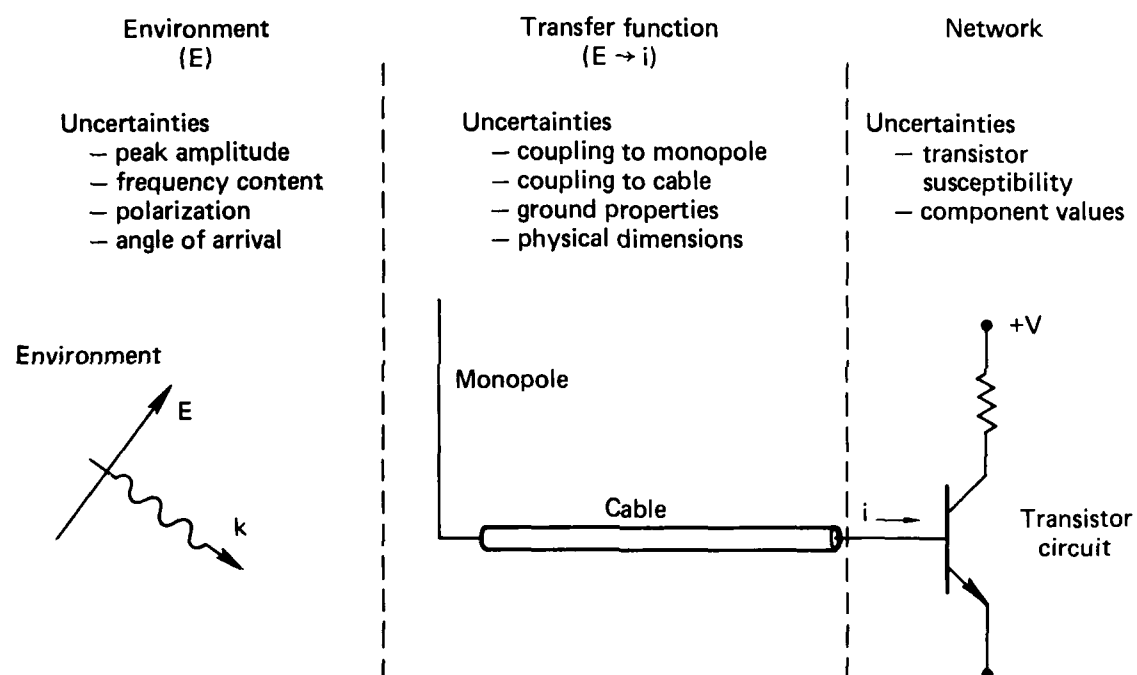 Environment
(E)
Uncertainties
— peak amplitude
— frequency content
— polarization
— angle of arrival
Transfer function
(E → i)
Uncertainties
— coupling to monopole
— coupling to cable
— ground properties
— physical dimensions
Network
Uncertainties
— transistor
susceptibility
— component values
Environment
E
k
Monopole
Cable
i
+V
Transistor
circuit